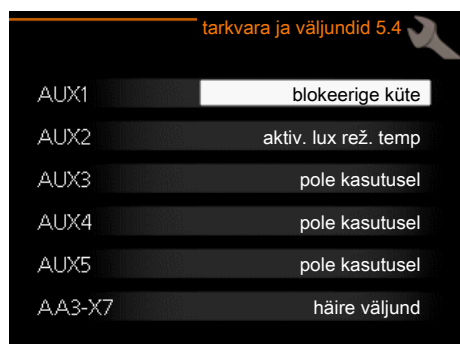 tarkvara ja väljundid 5.4
AUX1 blokeerige küte
AUX2 aktiv. lux rež. temp
AUX3 pole kasutusel
AUX4 pole kasutusel
AUX5 pole kasutusel
AA3-X7 häire väljund